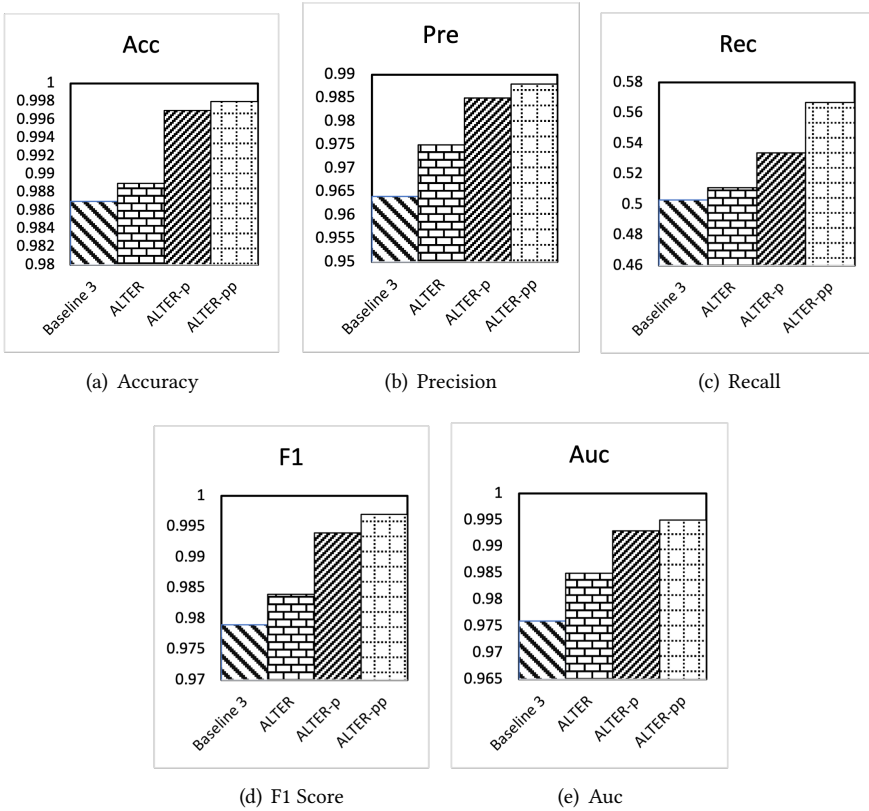 Acc
1
0.998
0.996
0.994
0.992
0.99
0.988
0.986
0.984
0.982
0.98
Baseline 3
ALTER
ALTER-p
ALTER-pp
(a) Accuracy
Pre
0.99
0.985
0.98
0.975
0.97
0.965
0.96
0.955
0.95
Baseline 3
ALTER
ALTER-p
ALTER-pp
(b) Precision
Rec
0.58
0.56
0.54
0.52
0.5
0.48
0.46
Baseline 3
ALTER
ALTER-p
ALTER-pp
(c) Recall
F1
1
0.995
0.99
0.985
0.98
0.975
0.97
Baseline 3
ALTER
ALTER-p
ALTER-pp
(d) F1 Score
Auc
1
0.995
0.99
0.985
0.98
0.975
0.97
0.965
Baseline 3
ALTER
ALTER-p
ALTER-pp
(e) Auc